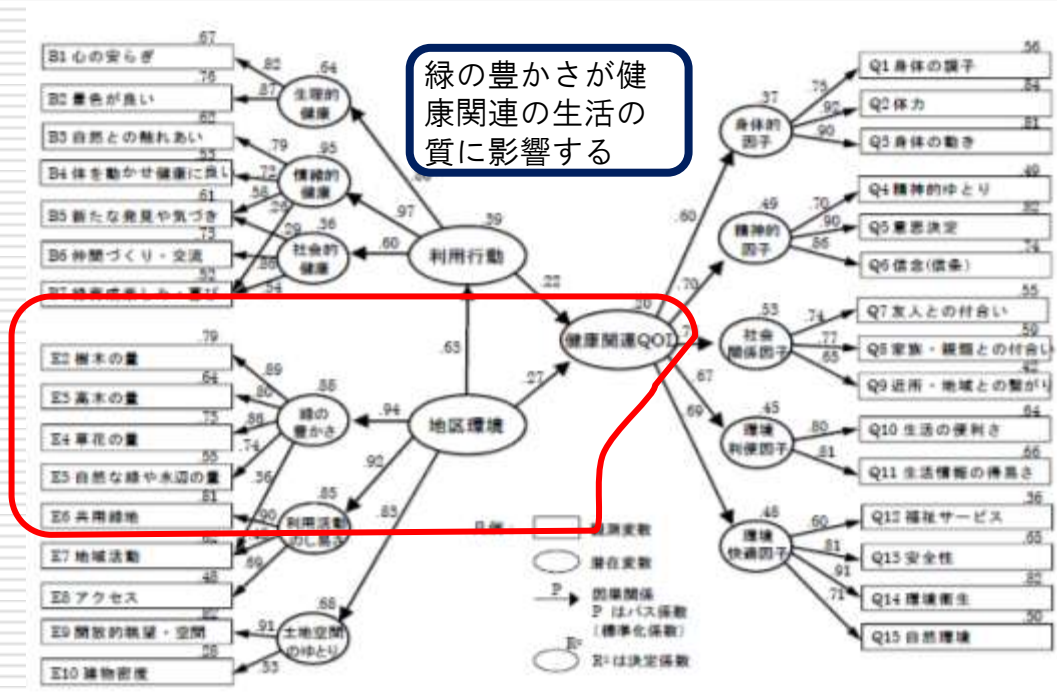 緑の豊かさが健
康関連の生活の
質に影響する
.67
B1 心の安らぎ
.82
.76
B2 景色が良い
.87
.64
生理的
健康
.62
B3 自然との触れあい
.79
B4 体を動かせ健康に良い
.72
.95
情緒的
健康
.61
B5 新たな発見や気づき
.58
.29
.36
社会的
健康
.73
B6 仲間づくり・交流
.86
.52
.54
.97
.60
.39
利用行動
.22
.63
.27
.79
E2 樹木の量
.89
.64
E3 高木の量
.80
.75
E4 草花の量
.86
.88
緑の
豊かさ
.94
.55
E5 自然な緑や水辺の量
.74
.56
.81
E6 共用緑地
.90
.85
利用活動
のし易さ
.92
E7 地域活動
.48
E8 アクセス
.69
E9 開放的眺望・空間
.91
.68
土地空間
のゆとり
.83
E10 建物密度
.53
地区環境
健康関連QOL
.60
.70
.67
.69
.37
身体的
因子
.56
Q1 身体の調子
.75
.84
Q2 体力
.92
.81
Q3 身体の動き
.90
.49
精神的
因子
.49
Q4 精神的ゆとり
.70
.82
Q5 意思決定
.90
.74
Q6 信念(信条)
.86
.53
社会
関係因子
.55
Q7 友人との付合い
.74
.59
Q8 家族・親類との付合い
.77
.42
Q9 近所・地域との繋がり
.65
.45
環境
利便因子
.64
Q10 生活の便利さ
.80
.66
Q11 生活情報の得易さ
.81
.48
環境
快適因子
.36
Q12 福祉サービス
.60
.65
Q13 安全性
.81
.82
Q14 環境衛生
.91
.50
Q15 自然環境
.71
観測変数
潜在変数
P
因果関係
P はパス係数
(標準化係数)
R²
R²は決定係数